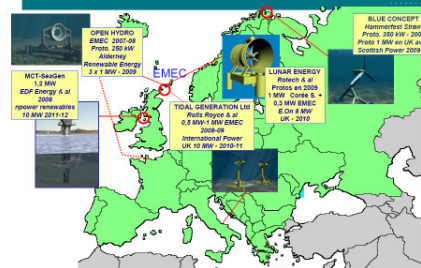 OPEN HYDRO
EMEC 2007-08
Proto. 250 kW
Alderney
Renewable Energy
3 x 1 MW - 2009
BLUE CONCEPT
Hammerfest Strøm
Proto. 350 kW - 200
Proto 1 MW en UK av
Scottish Power 2009
MCT-SeaGen
1,2 MW
EDF Energy & al
2008
npower renewables
10 MW 2011-12
EMEC
LUNAR ENERGY
Rotech & al
Protos en 2009
1 MW Corée S. +
0,3 MW EMEC
E.On 8 MW
UK - 2010
TIDAL GENERATION Ltd
Rolls Royce & al
0,5 MW-1 MW EMEC
2008-09
International Power
UK 10 MW - 2010-11